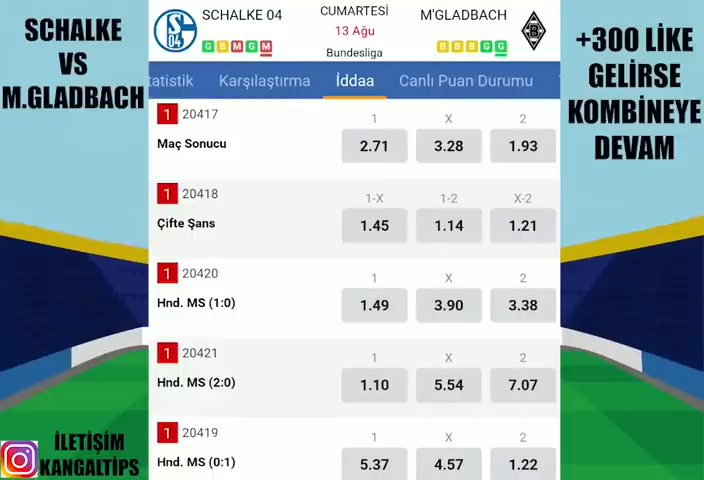 SCHALKE
VS
M.GLADBACH
SCHALKE 04
G B M G M
CUMARTESİ
13 Ağu
Bundesliga
M'GLADBACH
B B B G G
+300 LİKE
GELİRSE
KOMBİNEYE
DEVAM
tatistik Karşılaştırma İddaa Canlı Puan Durumu
1 20417 1 X 2
Maç Sonucu 2.71 3.28 1.93
1 20418 1-X 1-2 X-2
Çifte Şans 1.45 1.14 1.21
1 20420 1 X 2
Hnd. MS (1:0) 1.49 3.90 3.38
1 20421 1 X 2
Hnd. MS (2:0) 1.10 5.54 7.07
1 20419 1 X 2
Hnd. MS (0:1) 5.37 4.57 1.22
İLETİŞİM
KANGALTİPS
S 04